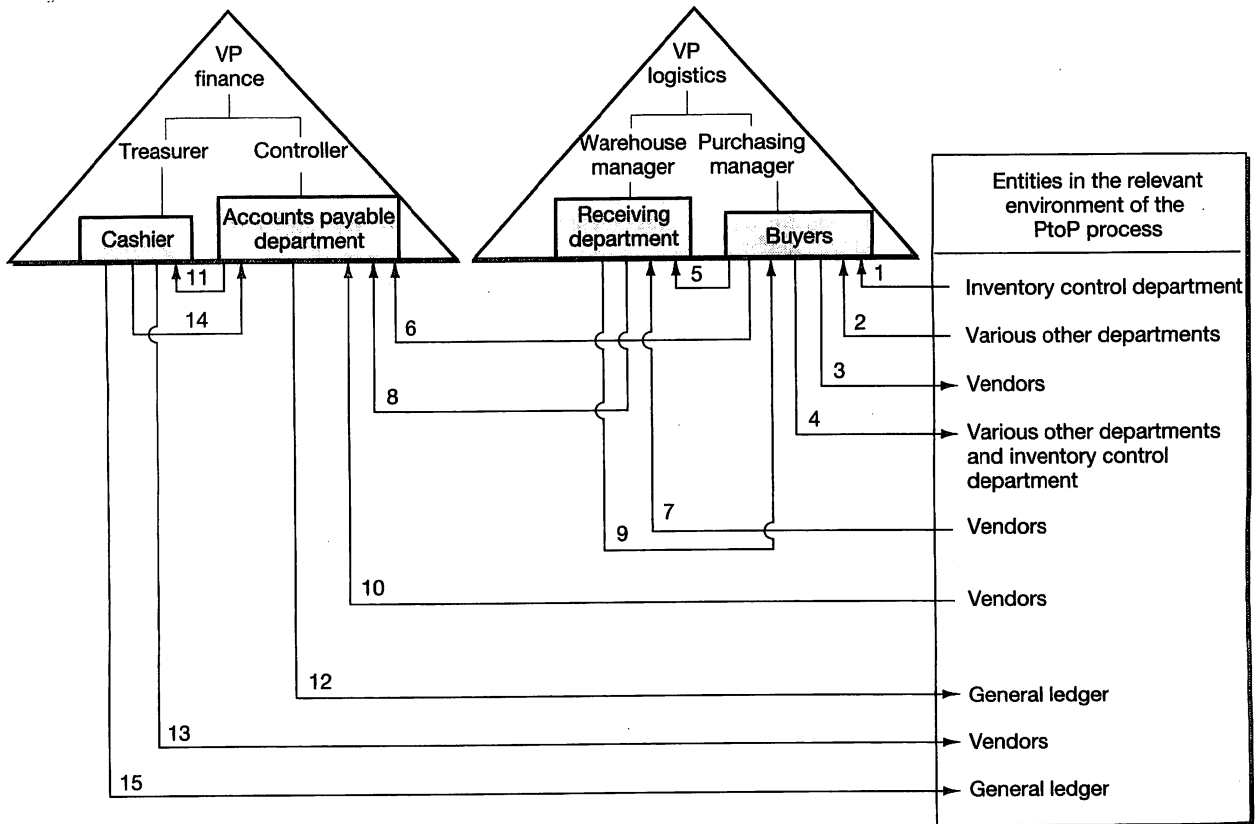 VP
finance
Treasurer
Controller
Cashier
Accounts payable
department
VP
logistics
Warehouse
manager
Purchasing
manager
Receiving
department
Buyers
Entities in the relevant
environment of the
PtoP process
1
Inventory control department
2
Various other departments
3
Vendors
4
Various other departments
and inventory control
department
5
6
7
Vendors
8
9
10
Vendors
11
12
General ledger
13
Vendors
14
15
General ledger